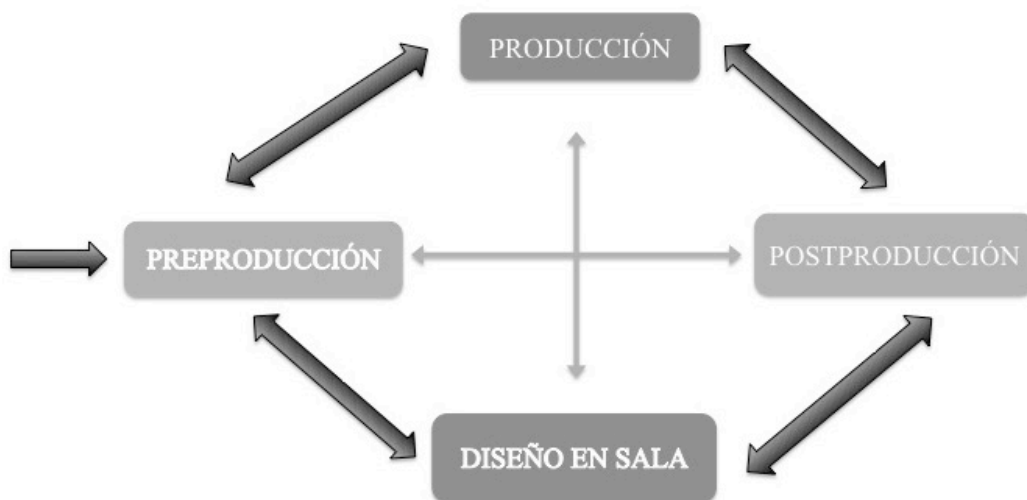 PRODUCCIÓN
PREPRODUCCIÓN
POSTPRODUCCIÓN
DISEÑO EN SALA